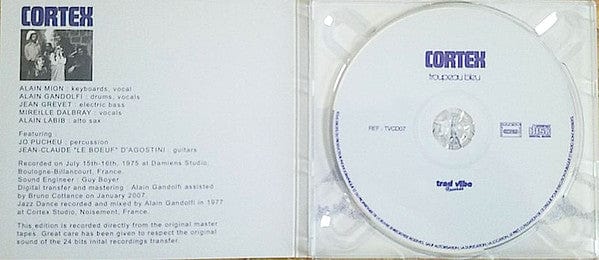 CORTEX
ALAIN MION : keyboards, vocal
ALAIN GANDOLFI : drums, vocals
JEAN GREVET : electric bass
MIREILLE DALBRAY : vocals
ALAIN LABIB : alto sax
Featuring
JO PUCHEU : percussion
JEAN-CLAUDE "LE BOEUF" D'AGOSTINI : guitars
Recorded on July 15th-16th, 1975 at Damiens Studio,
Boulogne-Billancourt, France.
Sound Engineer : Guy Boyer
Digital transfer and mastering : Alain Gandolfi assisted
by Bruno Cottance on January 2007.
Jazz Dance recorded and mixed by Alain Gandolfi in 1977
at Cortex Studio, Noisement, France.
This edition is recorded directly from the original master
tapes. Great care has been given to respect the original
sound of the 24 bits inital recordings transfer.
CORTEX
troupeau bleu
REF : TVCD07
trad vibe
Records